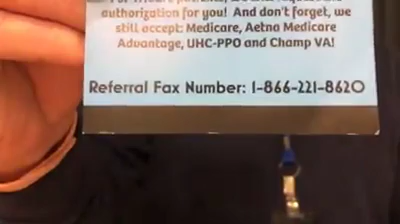 authorization for you! And don't forget, we
still accept: Medicare, Aetna Medicare
Advantage, UHC-PPO and Champ VA!
Referral Fax Number: 1-866-221-8620